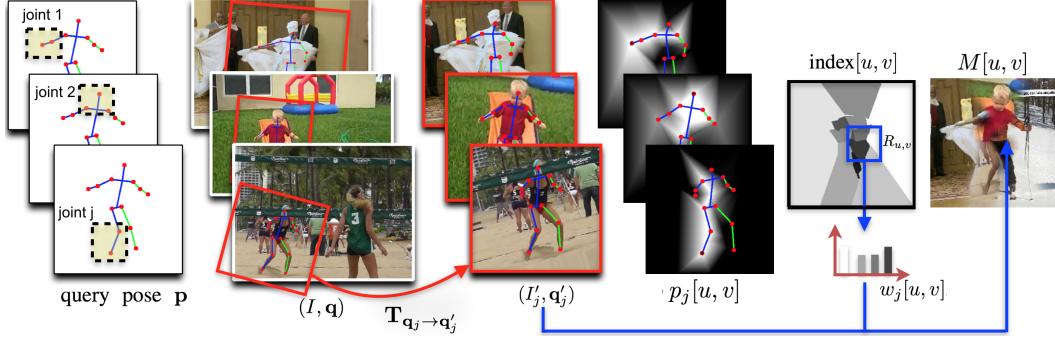 joint 1
joint 2
joint j
query pose p
(I, q)
T_{q_j→q'_j}
(I'_j, q'_j)
p_j[u, v]
index[u, v]
R_{u,v}
w_j[u, v]
M[u, v]
3